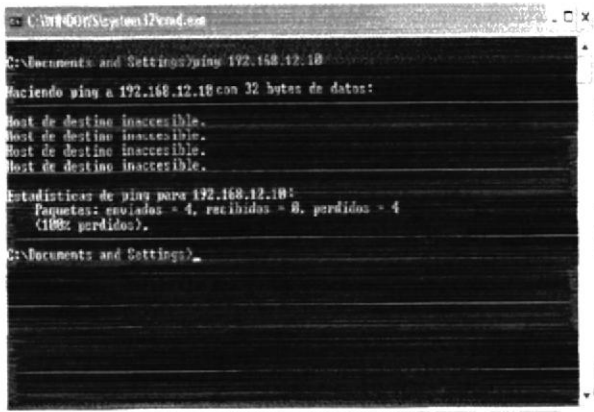 C:\WINDOWS\System32\cmd.exe
C:\Documents and Settings>ping 192.168.12.10
Haciendo ping a 192.168.12.10 con 32 bytes de datos:
Host de destino inaccesible.
Host de destino inaccesible.
Host de destino inaccesible.
Host de destino inaccesible.
Estadísticas de ping para 192.168.12.10:
Paquetes: enviados = 4, recibidos = 0, perdidos = 4
(100% perdidos),
C:\Documents and Settings>_